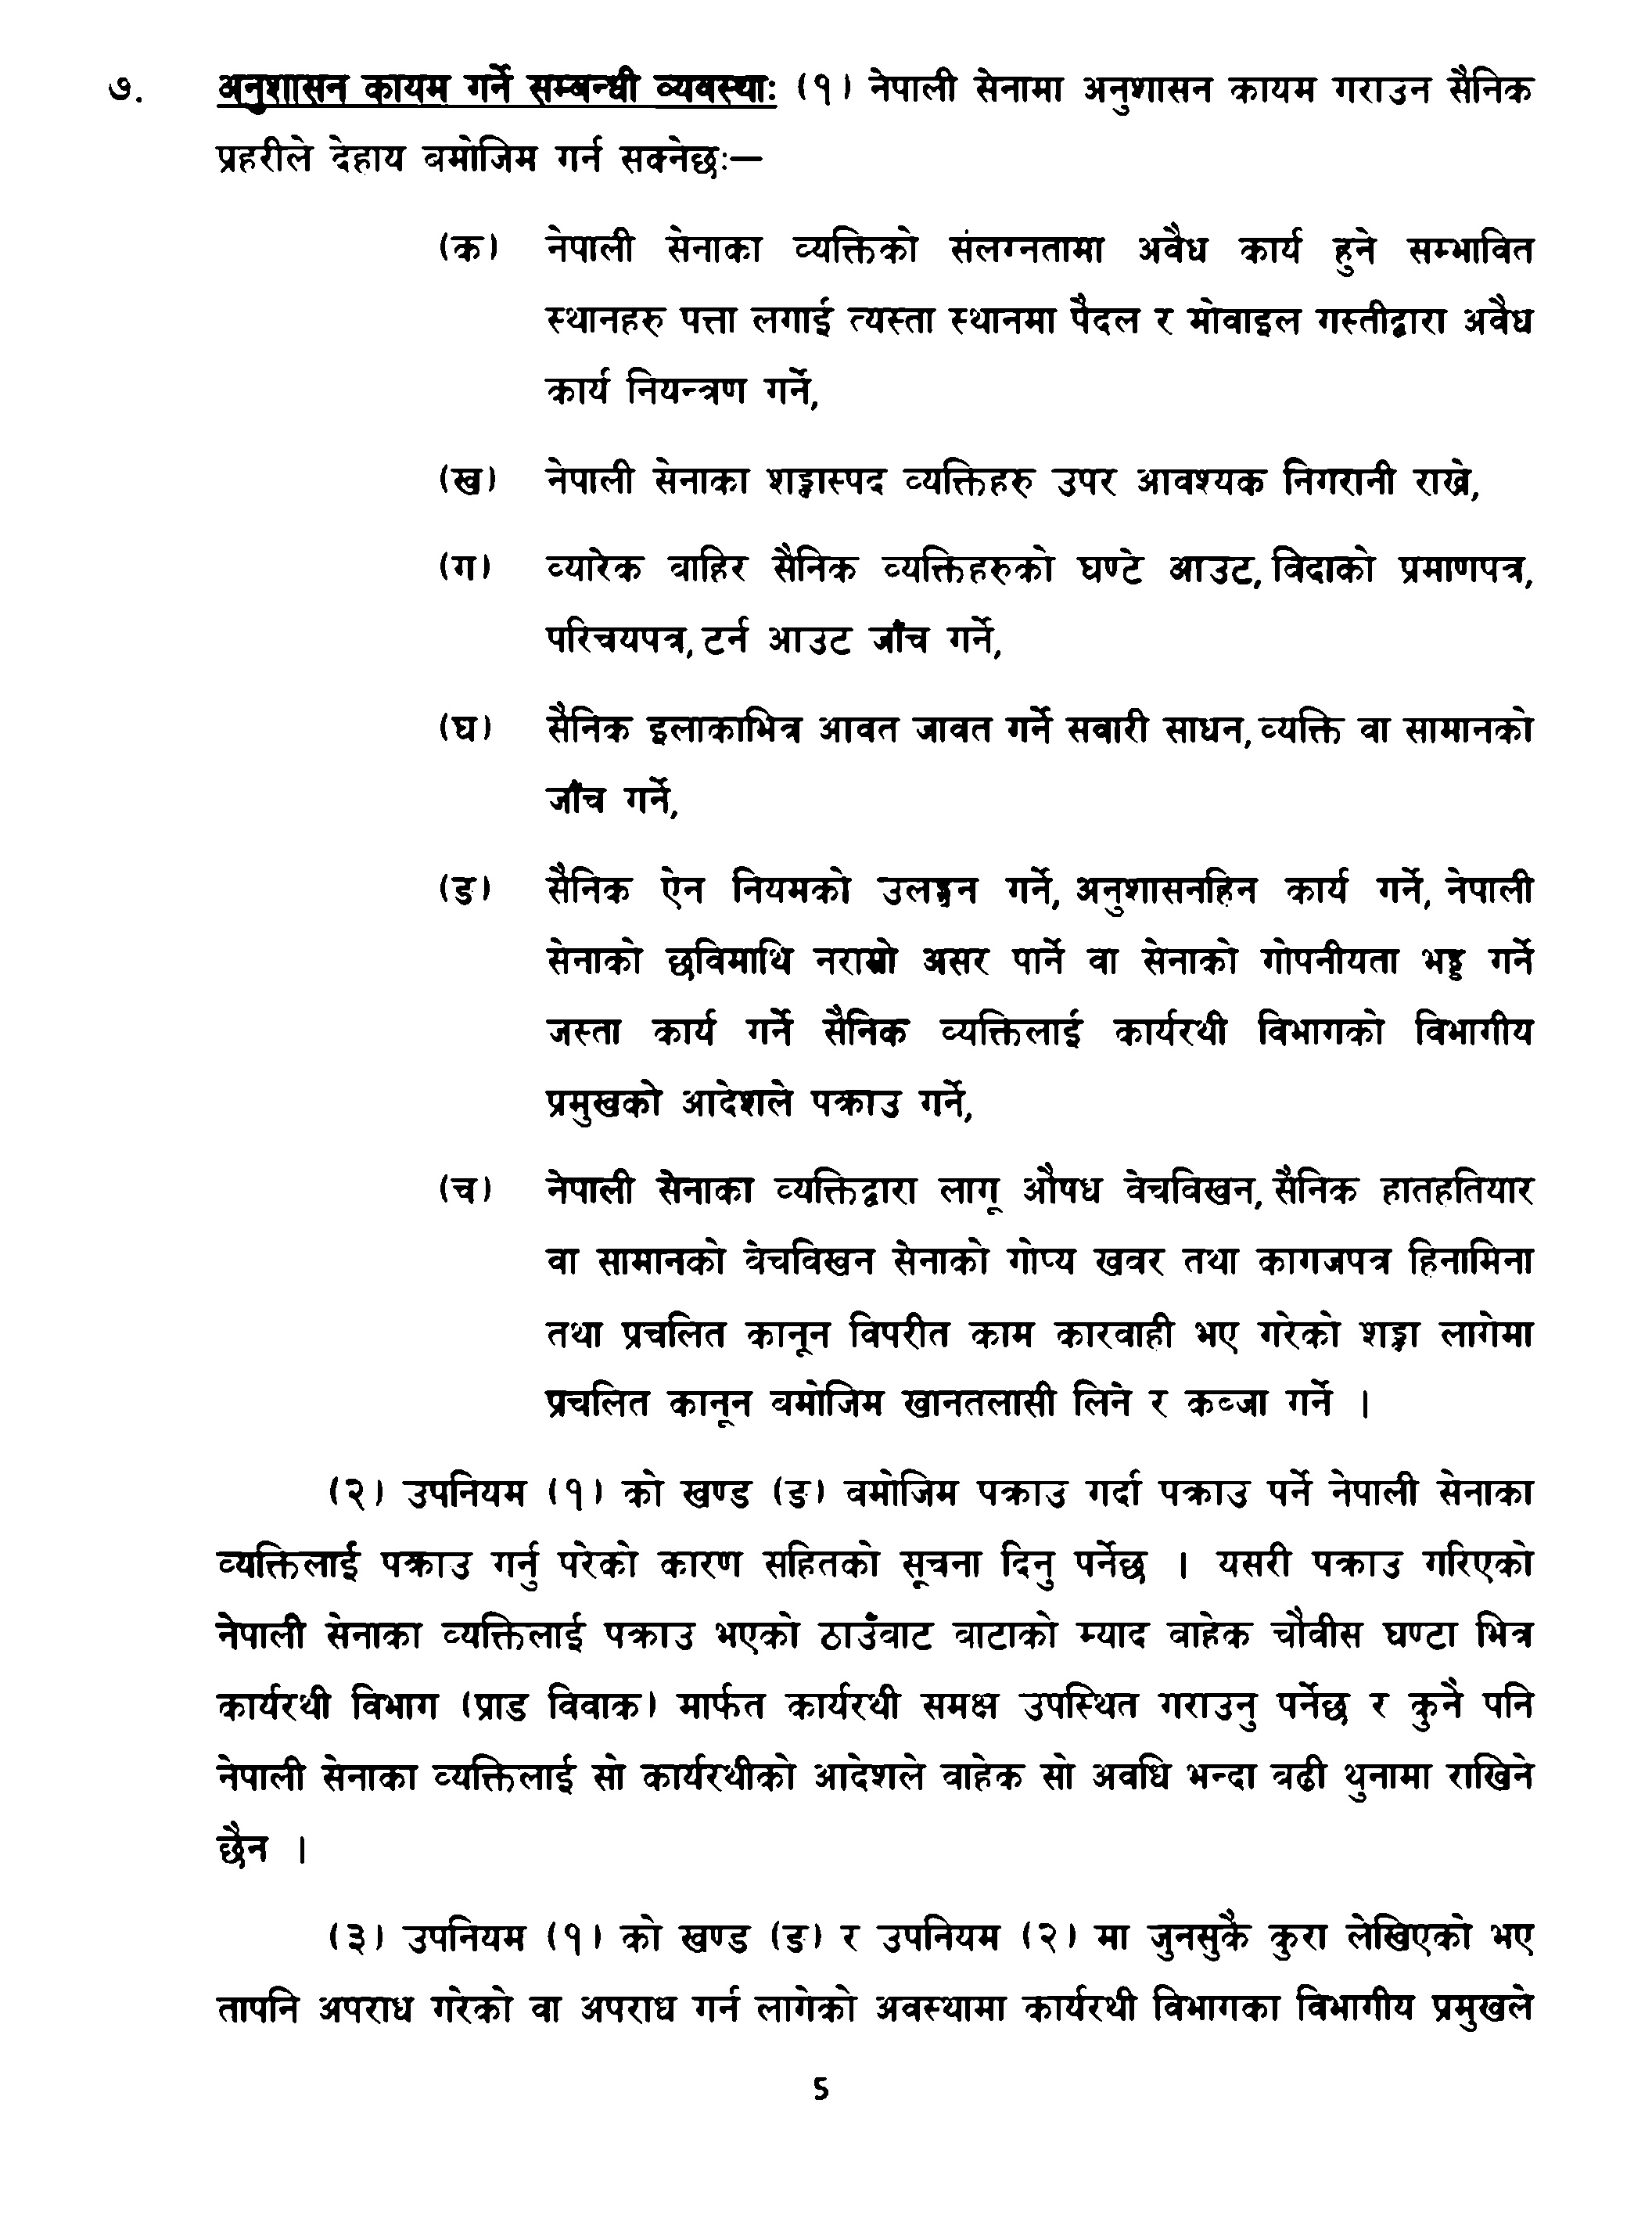 ७. अनुशासन कायम गर्ने सम्बन्धी व्यवस्थाः (१) नेपाली सेनामा अनुशासन कायम गराउन सैनिक
प्रहरीले देहाय बमोजिम गर्न सक्नेछः—
(क) नेपाली सेनाका व्यक्तिको संलग्नतामा अवैध कार्य हुने सम्भावित
स्थानहरु पत्ता लगाई त्यस्ता स्थानमा पैदल र मोवाइल गस्तीद्वारा अवैध
कार्य नियन्त्रण गर्ने,
(ख) नेपाली सेनाका शङ्कास्पद व्यक्तिहरु उपर आवश्यक निगरानी राख्ने,
(ग) व्यारेक वाहिर सैनिक व्यक्तिहरुको घण्टे आउट, विदाको प्रमाणपत्र,
परिचयपत्र, टर्न आउट जाँच गर्ने,
(घ) सैनिक इलाकाभित्र आवत जावत गर्ने सवारी साधन, व्यक्ति वा सामानको
जाँच गर्ने,
(ङ) सैनिक ऐन नियमको उलङ्घन गर्ने, अनुशासनहिन कार्य गर्ने, नेपाली
सेनाको छविमाथि नराम्रो असर पार्ने वा सेनाको गोपनीयता भङ्ग गर्ने
जस्ता कार्य गर्ने सैनिक व्यक्तिलाई कार्यरथी विभागको विभागीय
प्रमुखको आदेशले पक्राउ गर्ने,
(च) नेपाली सेनाका व्यक्तिद्वारा लागू औषध वेचविखन, सैनिक हातहतियार
वा सामानको वेचविखन सेनाको गोप्य खवर तथा कागजपत्र हिनामिना
तथा प्रचलित कानून विपरीत काम कारवाही भए गरेको शङ्का लागेमा
प्रचलित कानून वमोजिम खानतलासी लिने र कव्जा गर्ने ।
(२) उपनियम (१) को खण्ड (ङ) वमोजिम पक्राउ गर्दा पक्राउ पर्ने नेपाली सेनाका
व्यक्तिलाई पक्राउ गर्नु परेको कारण सहितको सूचना दिनु पर्नेछ । यसरी पक्राउ गरिएको
नेपाली सेनाका व्यक्तिलाई पक्राउ भएको ठाउँवाट वाटाको म्याद वाहेक चौवीस घण्टा भित्र
कार्यरथी विभाग (प्राड विवाक) मार्फत कार्यरथी समक्ष उपस्थित गराउनु पर्नेछ र कुनै पनि
नेपाली सेनाका व्यक्तिलाई सो कार्यरथीको आदेशले वाहेक सो अवधि भन्दा वढी थुनामा राखिने
छैन ।
(३) उपनियम (१) को खण्ड (ङ) र उपनियम (२) मा जुनसुकै कुरा लेखिएको भए
तापनि अपराध गरेको वा अपराध गर्न लागेको अवस्थामा कार्यरथी विभागका विभागीय प्रमुखले
5